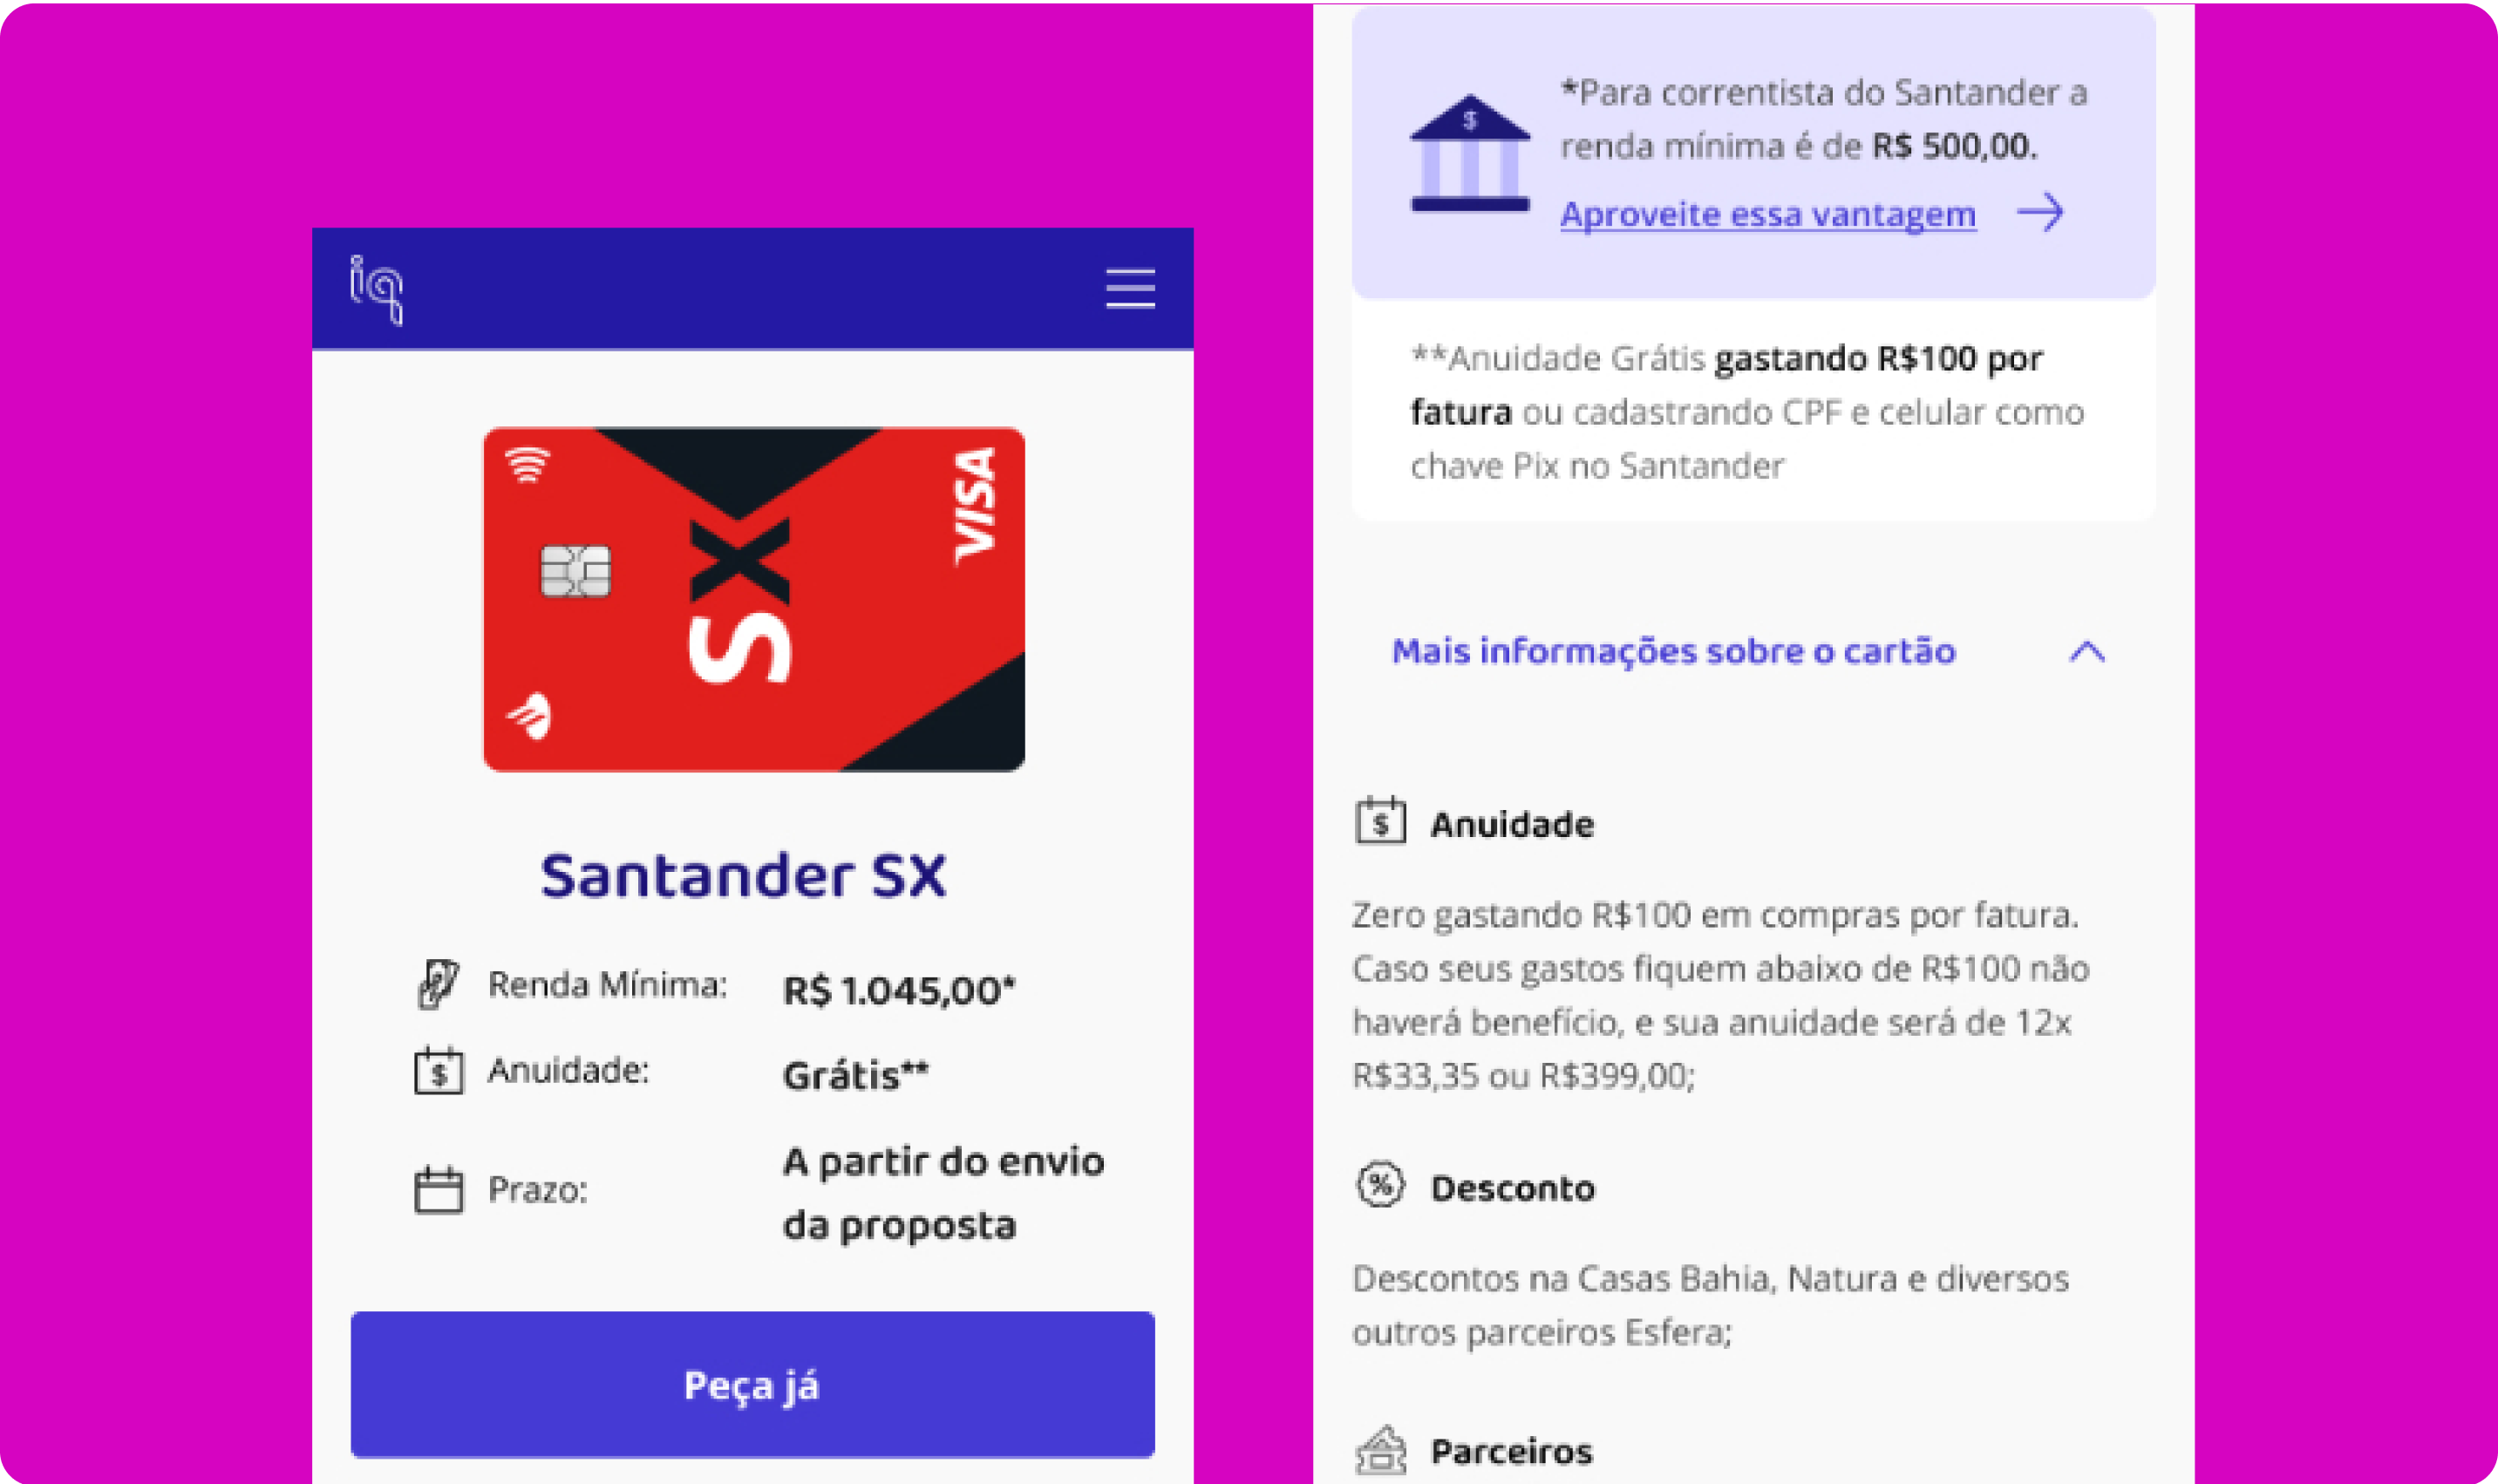 iq
VISA
SX
Santander SX
Renda Mínima: R$ 1.045,00*
Anuidade: Grátis**
Prazo: A partir do envio
da proposta
Peça já
$
*Para correntista do Santander a
renda mínima é de R$ 500,00.
Aproveite essa vantagem
**Anuidade Grátis gastando R$100 por
fatura ou cadastrando CPF e celular como
chave Pix no Santander
Mais informações sobre o cartão
Anuidade
Zero gastando R$100 em compras por fatura.
Caso seus gastos fiquem abaixo de R$100 não
haverá benefício, e sua anuidade será de 12x
R$33,35 ou R$399,00;
Desconto
Descontos na Casas Bahia, Natura e diversos
outros parceiros Esfera;
Parceiros